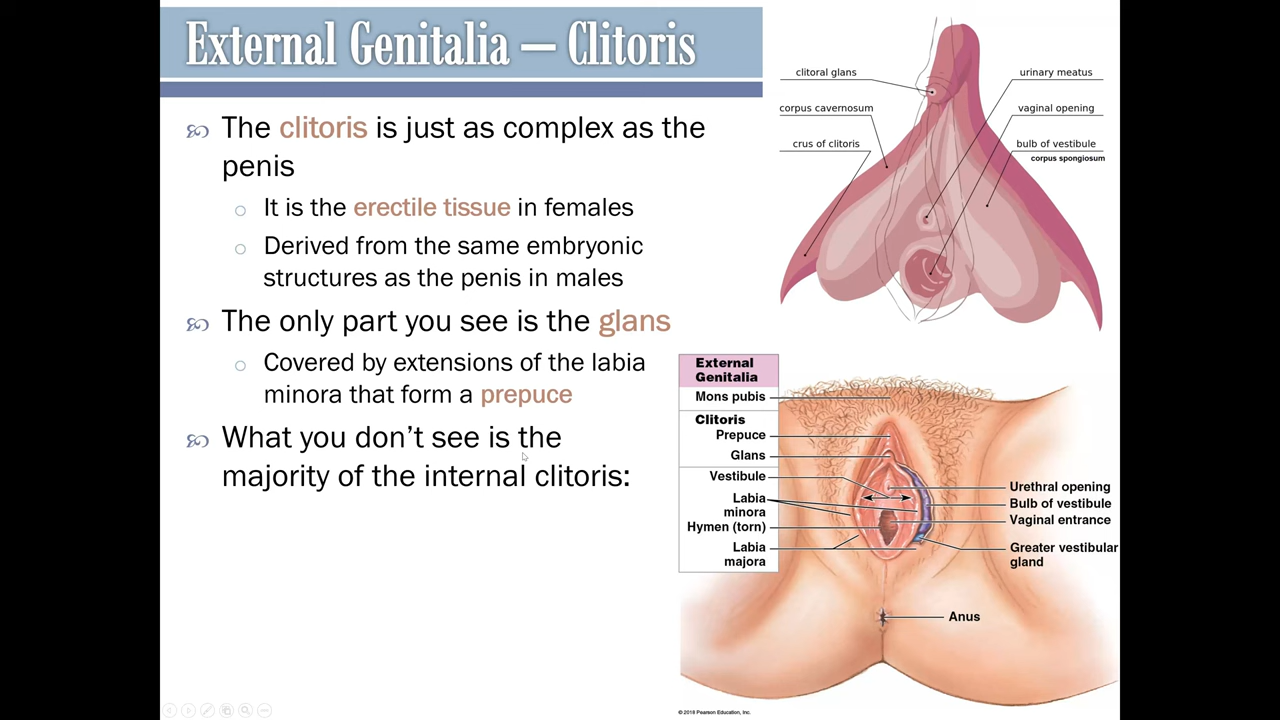 External Genitalia — Clitoris
The clitoris is just as complex as the
penis
It is the erectile tissue in females
Derived from the same embryonic
structures as the penis in males
The only part you see is the glans
Covered by extensions of the labia
minora that form a prepuce
What you don’t see is the
majority of the internal clitoris:
clitoral glans
corpus cavernosum
crus of clitoris
urinary meatus
vaginal opening
bulb of vestibule
corpus spongiosum
External
Genitalia
Mons pubis
Clitoris
Prepuce
Glans
Vestibule
Labia
minora
Hymen (torn)
Labia
majora
Urethral opening
Bulb of vestibule
Vaginal entrance
Greater vestibular
gland
Anus
© 2018 Pearson Education, Inc.